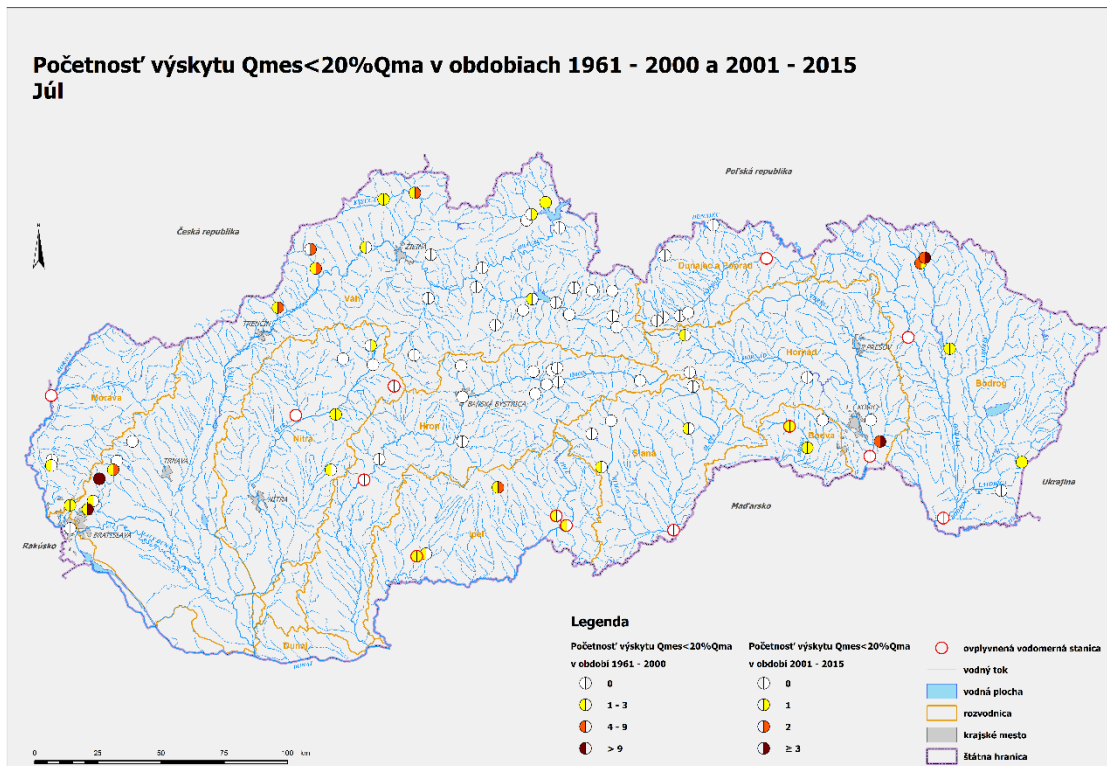 Početnosť výskytu Qmes<20%Qma v obdobiach 1961 - 2000 a 2001 - 2015
Júl
Poľská republika
Česká republika
Dunajec a Poprad
ŽILINA
Váh
TRENČÍN
PREŠOV
Hornád
Bodrog
Morava
BANSKÁ BYSTRICA
Hron
KOŠICE
Nitra
Bodva
Slaná
TRNAVA
NITRA
Ukrajina
Maďarsko
Ipeľ
Rakúsko
BRATISLAVA
Dunaj
DUNAJ
Legenda
Početnosť výskytu Qmes<20%Qma
v období 1961 - 2000
0
1 - 3
4 - 9
> 9
Početnosť výskytu Qmes<20%Qma
v období 2001 - 2015
0
1
2
≥ 3
ovplyvnená vodomerná stanica
vodný tok
vodná plocha
rozvodnica
krajské mesto
štátna hranica
0 25 50 100 km